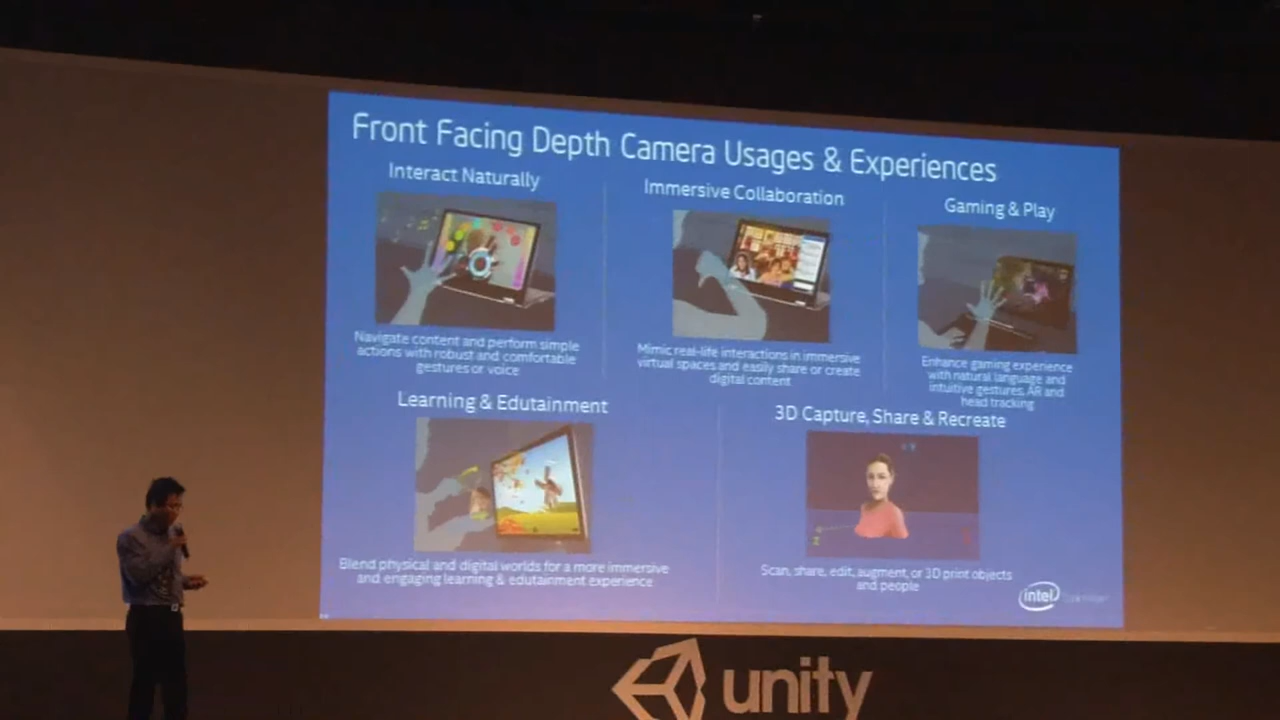 Front Facing Depth Camera Usages & Experiences
Interact Naturally
Navigate content and perform simple
actions with robust and comfortable
gestures or voice
Immersive Collaboration
Mimic real-life interactions in immersive
virtual spaces and easily share or create
digital content
Gaming & Play
Enhance gaming experience
with natural language and
intuitive gestures, AR and
head tracking
Learning & Edutainment
Blend physical and digital worlds for a more immersive
and engaging learning & edutainment experience
3D Capture, Share & Recreate
Scan, share, edit, augment, or 3D print objects
and people
intel
unity